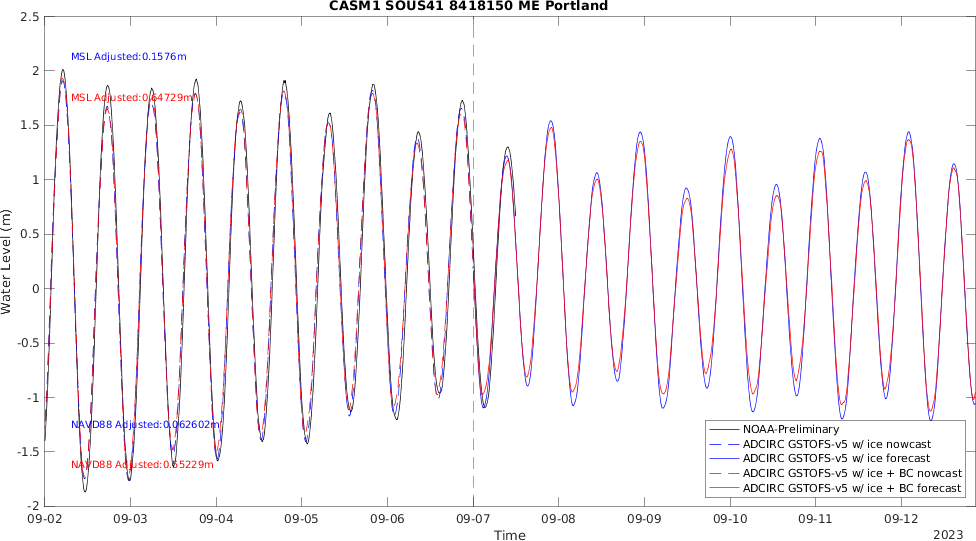 CASM1 SOUS41 8418150 ME Portland
2.5
2
1.5
1
0.5
0
-0.5
-1
-1.5
-2
Water Level (m)
MSL Adjusted:0.1576m
MSL Adjusted:0.64729m
NAVD88 Adjusted:0.062602m
NAVD88 Adjusted:0.55229m
NOAA-Preliminary
ADCIRC GSTOFS-v5 w/ ice nowcast
ADCIRC GSTOFS-v5 w/ ice forecast
ADCIRC GSTOFS-v5 w/ ice + BC nowcast
ADCIRC GSTOFS-v5 w/ ice + BC forecast
09-02 09-03 09-04 09-05 09-06 09-07 09-08 09-09 09-10 09-11 09-12
Time
2023